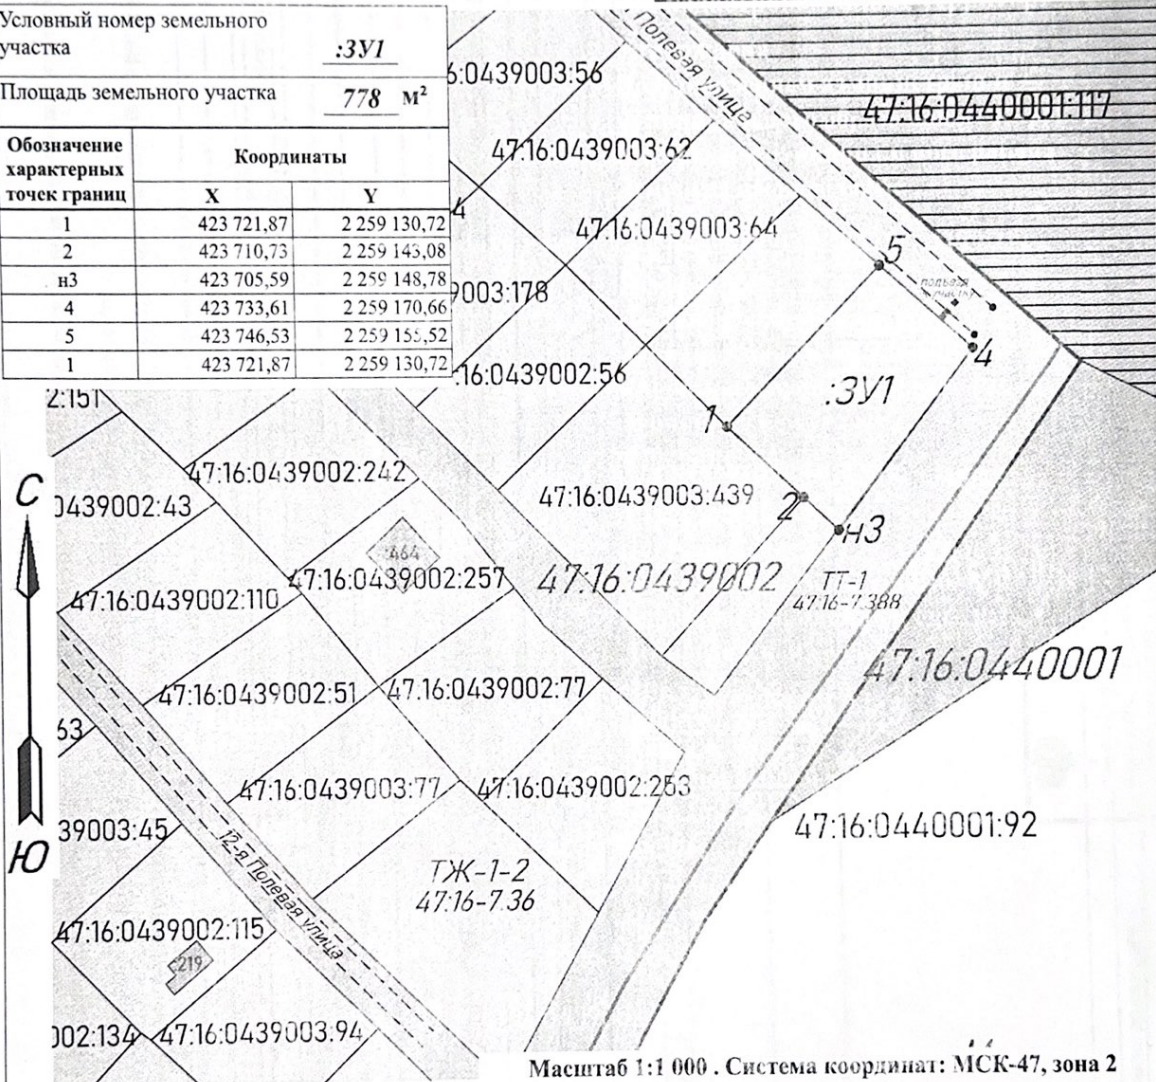 Условный номер земельного
участка :ЗУ1
Площадь земельного участка 778 м²
Обозначение характерных точек границ
Координаты
X Y
1 423 721,87 2 259 130,72
2 423 710,73 2 259 143,08
н3 423 705,59 2 259 148,78
4 423 733,61 2 259 170,66
5 423 746,53 2 259 155,52
1 423 721,87 2 259 130,72
Полевая улица
6:0439003:56
47:16:0440001:117
47:16:0439003:62
4
47:16:0439003:64
5
подъезд
к участку
9003:178
4
:16:0439002:56
:ЗУ1
2:151
1
С
47:16:0439002:242
0439002:43
47:16:0439003:439
2
н3
:464
47:16:0439002:257
47:16:0439002
ТТ-1
47:16-7.388
47:16:0439002:110
47:16:0440001
47:16:0439002:51
47:16:0439002:77
63
47:16:0439003:77
47:16:0439002:253
39003:45
47:16:0440001:92
Ю
12-я Полевая улица
ТЖ-1-2
47:16-7.36
47:16:0439002:115
:219
002:134
47:16:0439003:94
Масштаб 1:1 000 . Система координат: МСК-47, зона 2